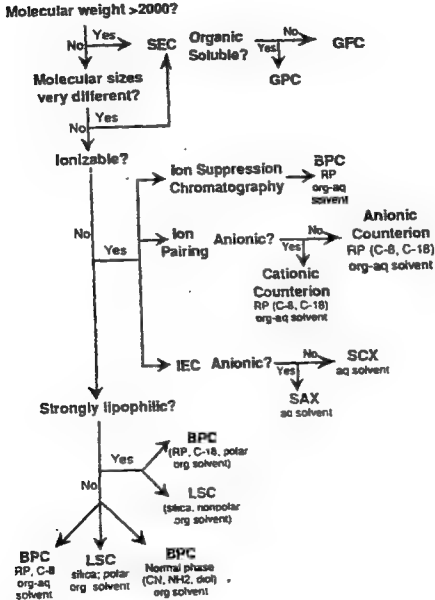 Molecular weight >2000?
Yes
No
SEC
Organic
Soluble?
No
Yes
GFC
GPC
Molecular sizes
very different?
Yes
No
Ionizable?
Ion Suppression
Chromatography
BPC
RP
org-aq
solvent
No
Yes
Ion
Pairing
Anionic?
No
Yes
Anionic
Counterion
RP (C-8, C-18)
org-aq solvent
Cationic
Counterion
RP (C-8, C-18)
org-aq solvent
IEC
Anionic?
No
Yes
SCX
aq solvent
SAX
aq solvent
Strongly lipophilic?
Yes
No
BPC
(RP, C-18, polar
org solvent)
LSC
(silica, nonpolar
org solvent)
BPC
RP, C-8
org-aq
solvent
LSC
silica; polar
org solvent
BPC
Normal phase
(CN, NH2, diol)
org solvent